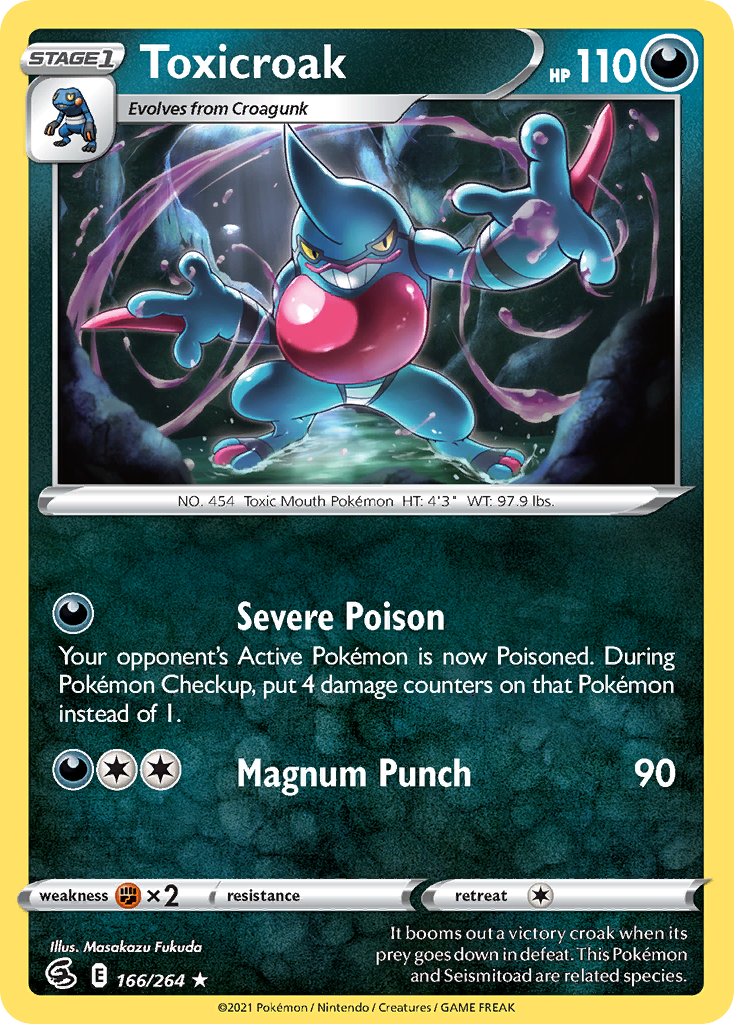 STAGE1
Toxicroak
HP 110
Evolves from Croagunk
NO. 454 Toxic Mouth Pokémon HT: 4'3" WT: 97.9 lbs.
Severe Poison
Your opponent's Active Pokémon is now Poisoned. During
Pokémon Checkup, put 4 damage counters on that Pokémon
instead of 1.
Magnum Punch 90
weakness ×2 resistance retreat
Illus. Masakazu Fukuda
It booms out a victory croak when its
prey goes down in defeat. This Pokémon
and Seismitoad are related species.
E 166/264 ★
©2021 Pokémon / Nintendo / Creatures / GAME FREAK